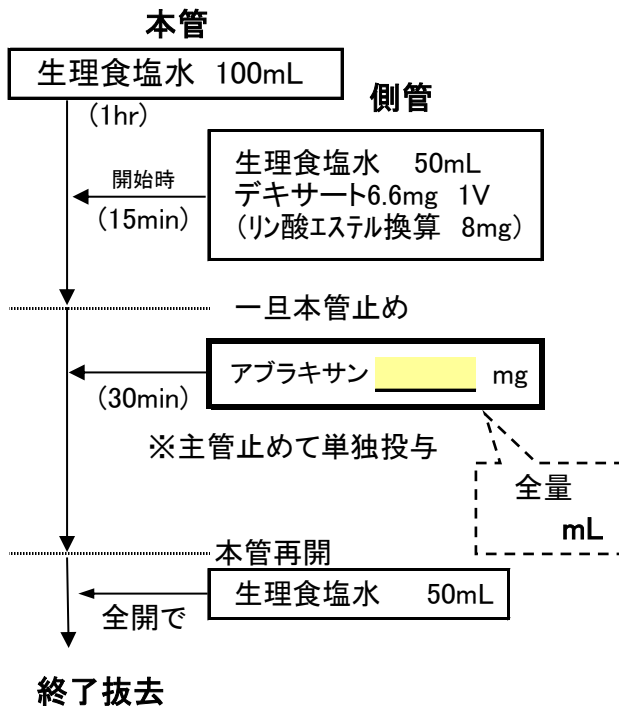 本管
生理食塩水 100mL
(1hr)
側管
生理食塩水 50mL
デキサート6.6mg 1V
(リン酸エステル換算 8mg)
開始時
(15min)
一旦本管止め
アブラキサン mg
(30min)
※主管止めて単独投与
全量
mL
本管再開
生理食塩水 50mL
全開で
終了抜去